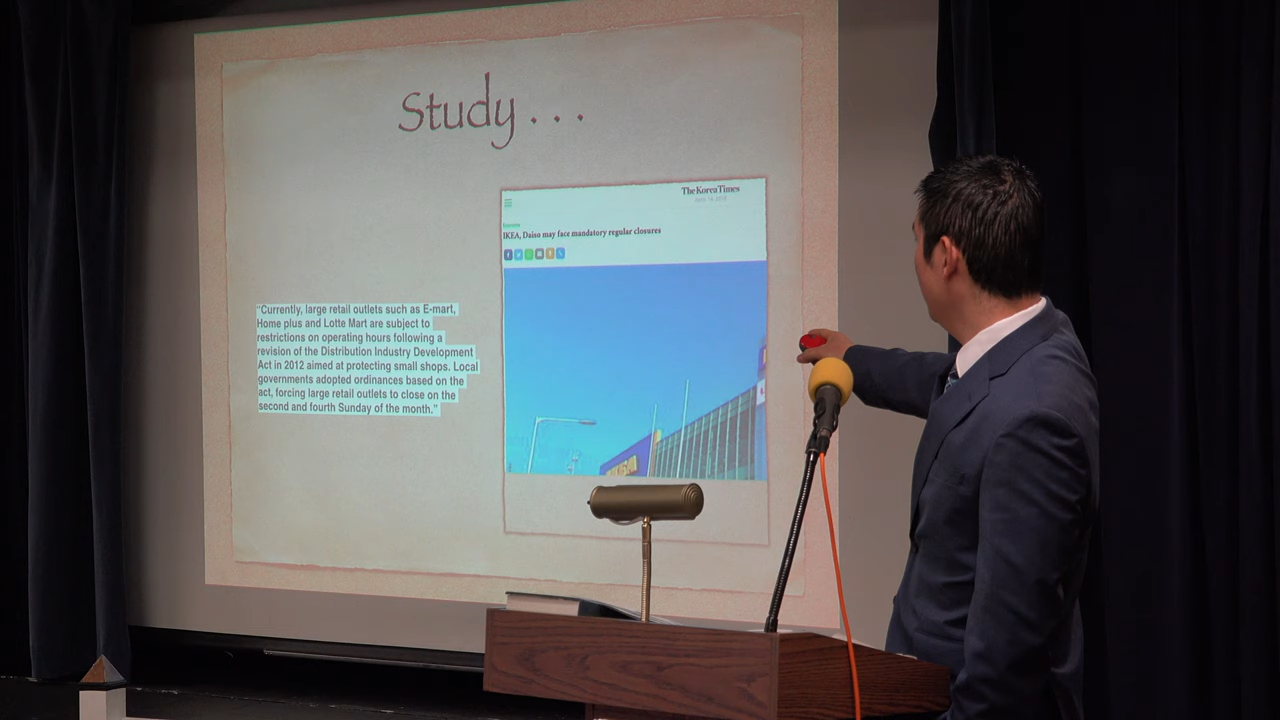 Study . . .
The Korea Times
IKEA, Daiso may face mandatory regular closures
“Currently, large retail outlets such as E-mart,
Home plus and Lotte Mart are subject to
restrictions on operating hours following a
revision of the Distribution Industry Development
Act in 2012 aimed at protecting small shops. Local
governments adopted ordinances based on the
act, forcing large retail outlets to close on the
second and fourth Sunday of the month.”